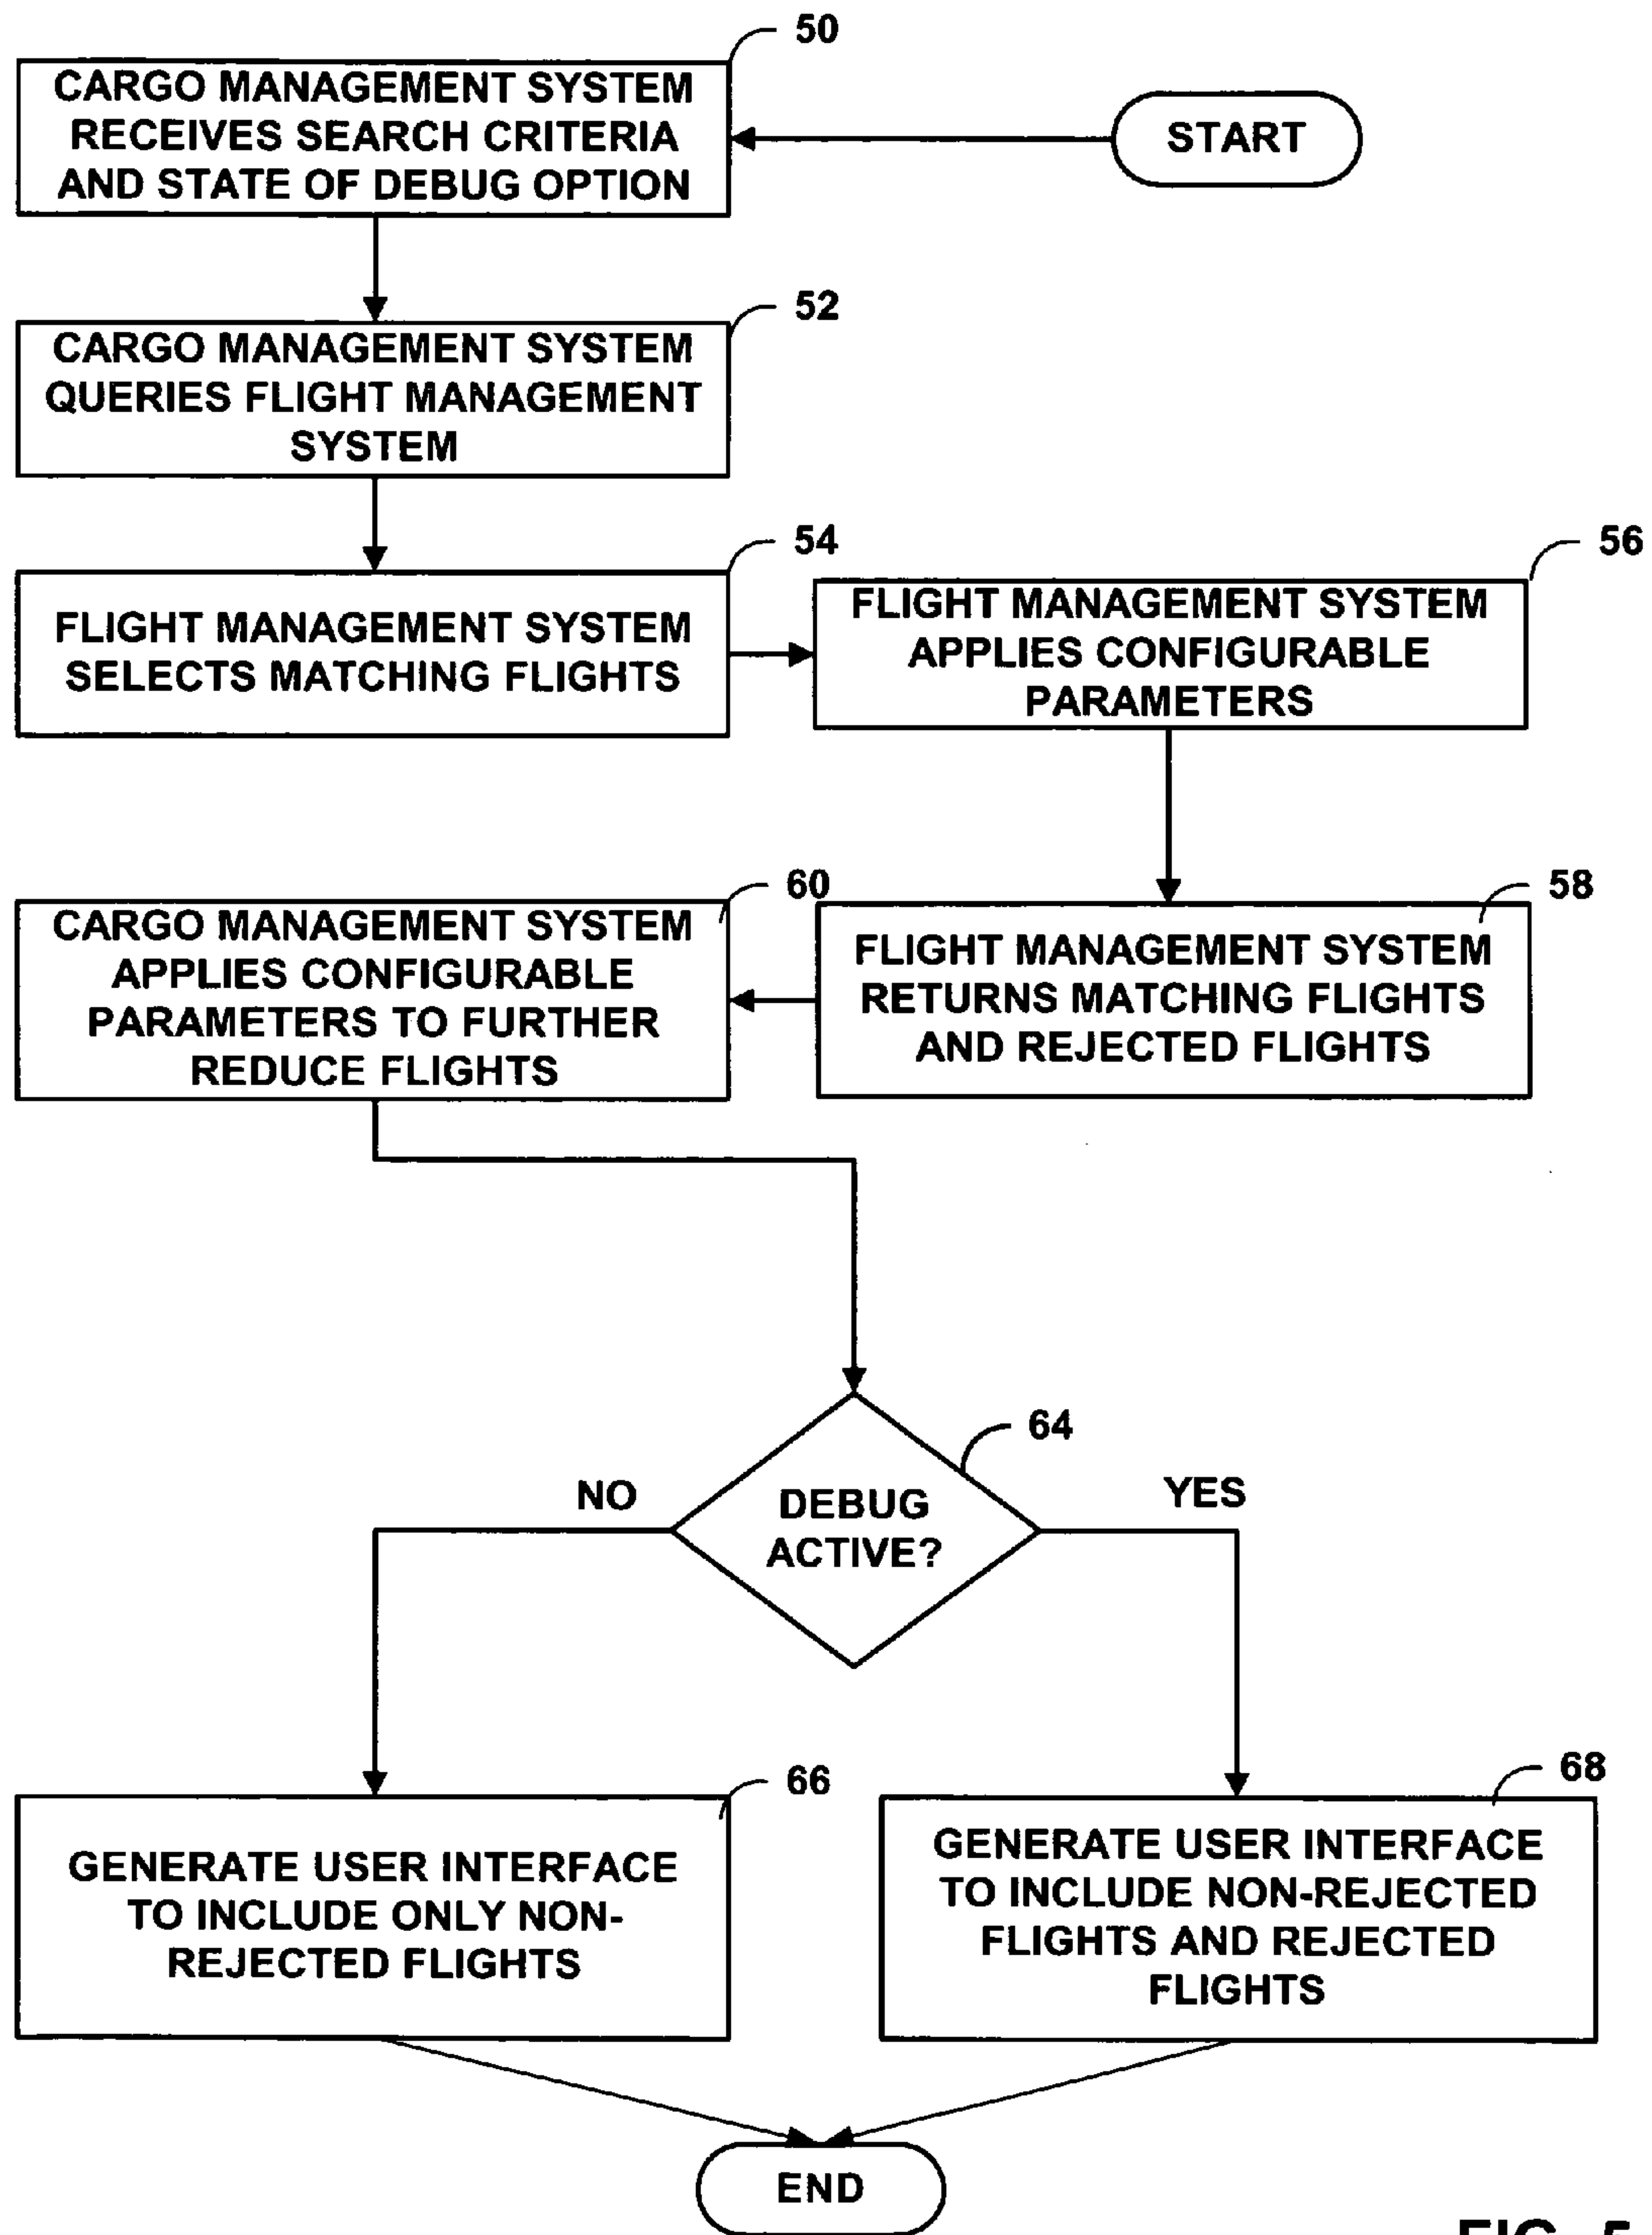 50
CARGO MANAGEMENT SYSTEM
RECEIVES SEARCH CRITERIA
AND STATE OF DEBUG OPTION
START
52
CARGO MANAGEMENT SYSTEM
QUERIES FLIGHT MANAGEMENT
SYSTEM
54
FLIGHT MANAGEMENT SYSTEM
SELECTS MATCHING FLIGHTS
56
FLIGHT MANAGEMENT SYSTEM
APPLIES CONFIGURABLE
PARAMETERS
58
FLIGHT MANAGEMENT SYSTEM
RETURNS MATCHING FLIGHTS
AND REJECTED FLIGHTS
60
CARGO MANAGEMENT SYSTEM
APPLIES CONFIGURABLE
PARAMETERS TO FURTHER
REDUCE FLIGHTS
64
DEBUG
ACTIVE?
NO
YES
66
GENERATE USER INTERFACE
TO INCLUDE ONLY NON-
REJECTED FLIGHTS
68
GENERATE USER INTERFACE
TO INCLUDE NON-REJECTED
FLIGHTS AND REJECTED
FLIGHTS
END
FIG. 5